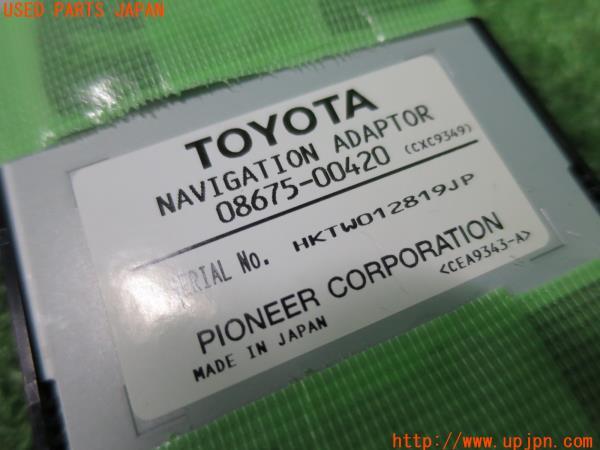 USED PARTS JAPAN
TOYOTA
NAVIGATION ADAPTOR
08675-00420 (CXC9349)
SERIAL No. HKTW012819JP
PIONEER CORPORATION
MADE IN JAPAN <CEA9343-A>
http://www.upjpn.com/